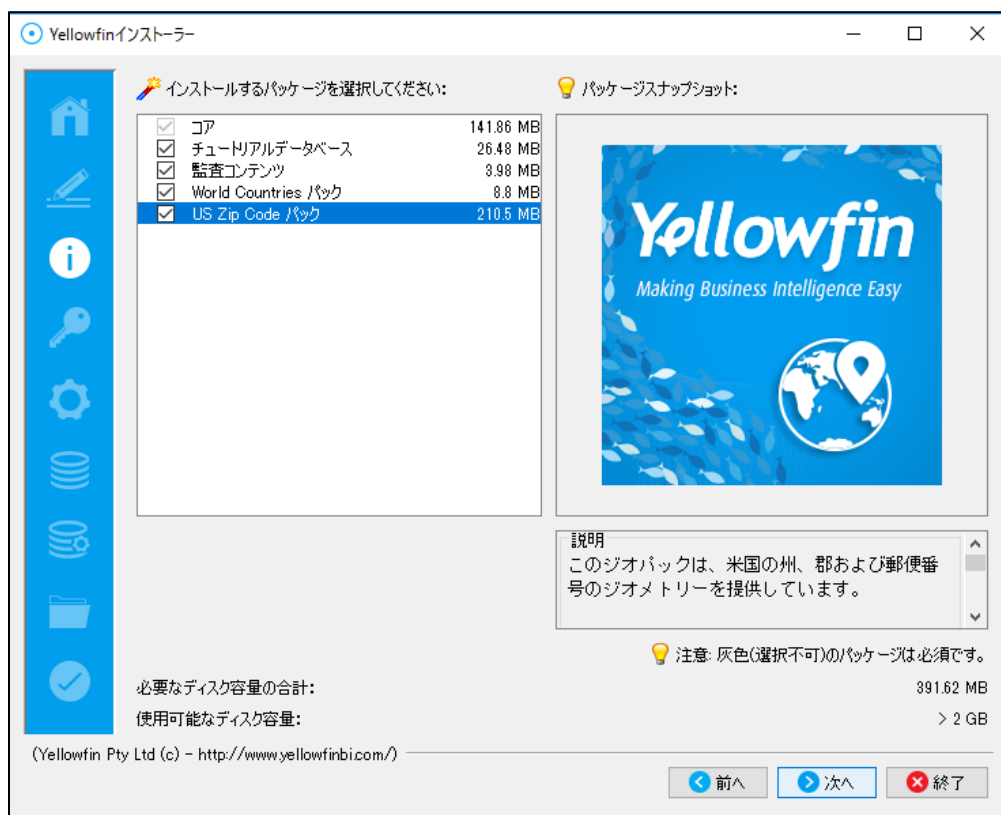 Yellowfinインストーラー
インストールするパッケージを選択してください:
コア 141.86 MB
チュートリアルデータベース 26.48 MB
監査コンテンツ 3.98 MB
World Countries パック 8.8 MB
US Zip Code パック 210.5 MB
パッケージスナップショット:
Yellowfin
Making Business Intelligence Easy
説明
このジオパックは、米国の州、郡および郵便番
号のジオメトリーを提供しています。
注意: 灰色(選択不可)のパッケージは必須です。
必要なディスク容量の合計: 391.62 MB
使用可能なディスク容量: > 2 GB
(Yellowfin Pty Ltd (c) - http://www.yellowfinbi.com/)
前へ 次へ 終了